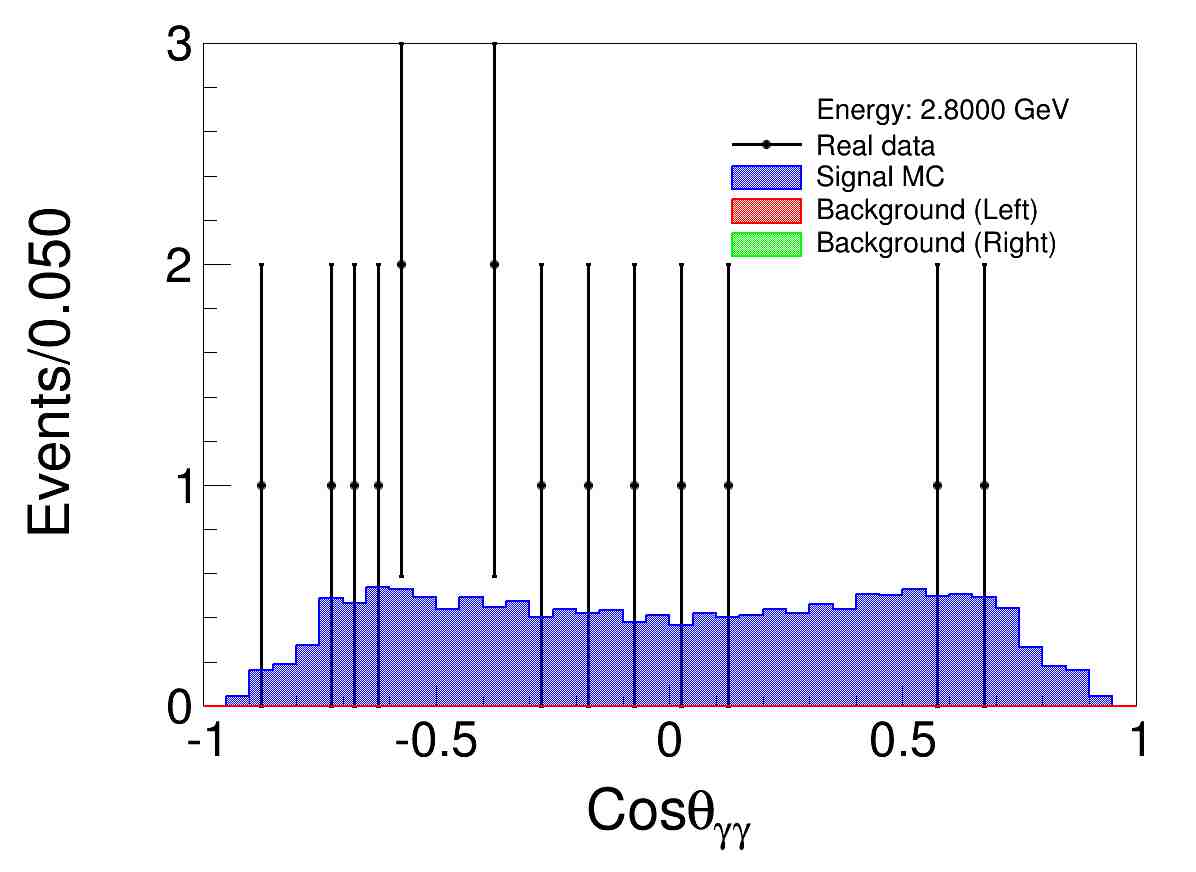 3
2
1
0
Events/0.050
Energy: 2.8000 GeV
Real data
Signal MC
Background (Left)
Background (Right)
-1
-0.5
0
0.5
1
Cosθγγ